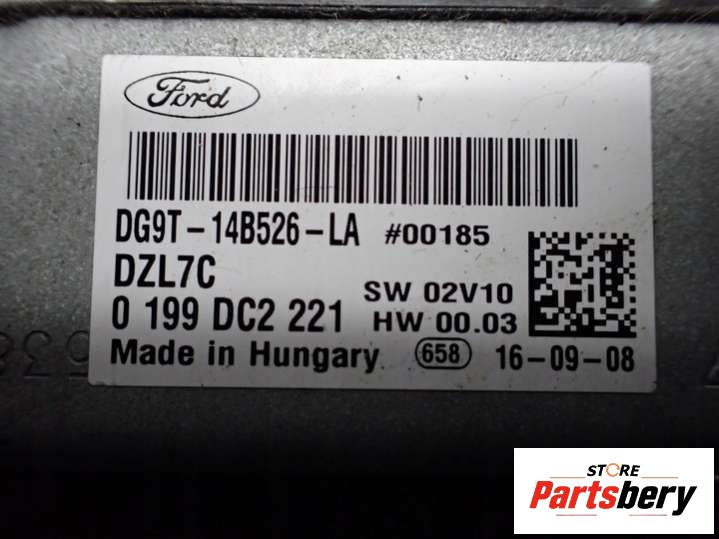 Ford
DG9T-14B526-LA #00185
DZL7C
SW 02V10
0 199 DC2 221
HW 00.03
Made in Hungary 658 16-09-08
STORE
Partsbery